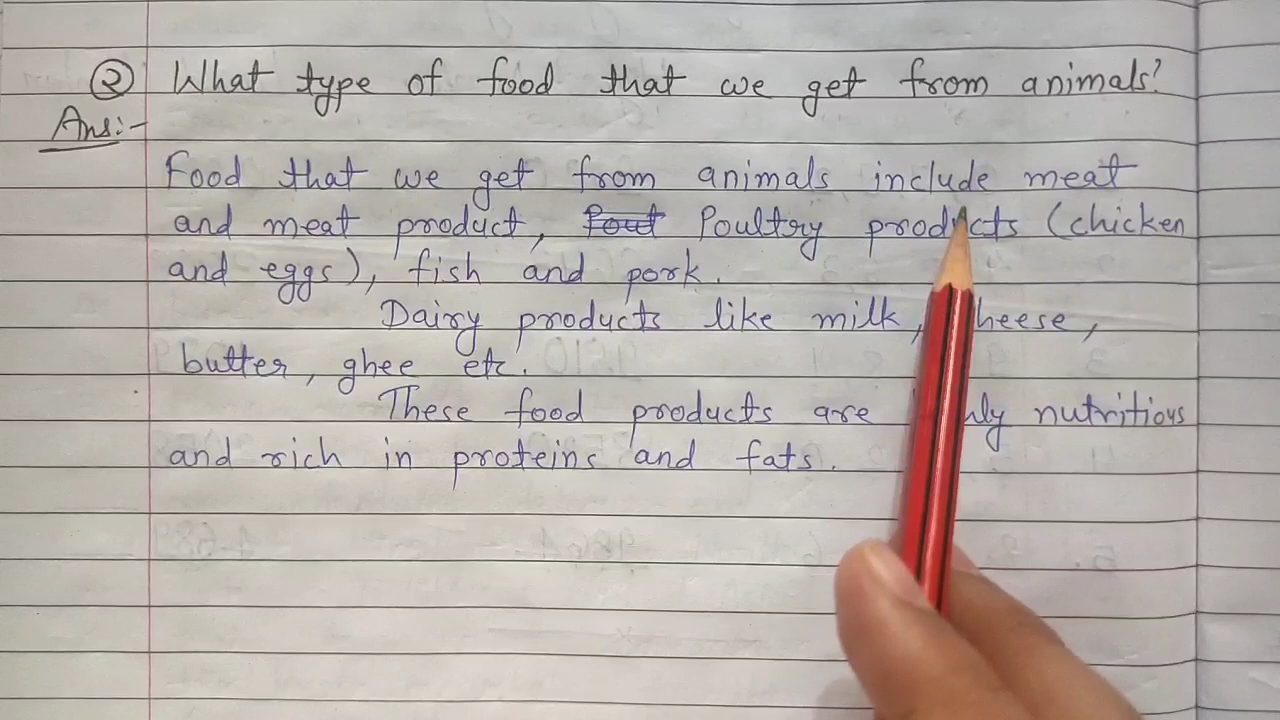 ② What type of food that we get from animals?
Ans:-
Food that we get from animals include meat
and meat product, Poultry products (chicken
and eggs), fish and pork.
Dairy products like milk, heese,
butter, ghee etc.
These food products are hly nutritious
and rich in proteins and fats.